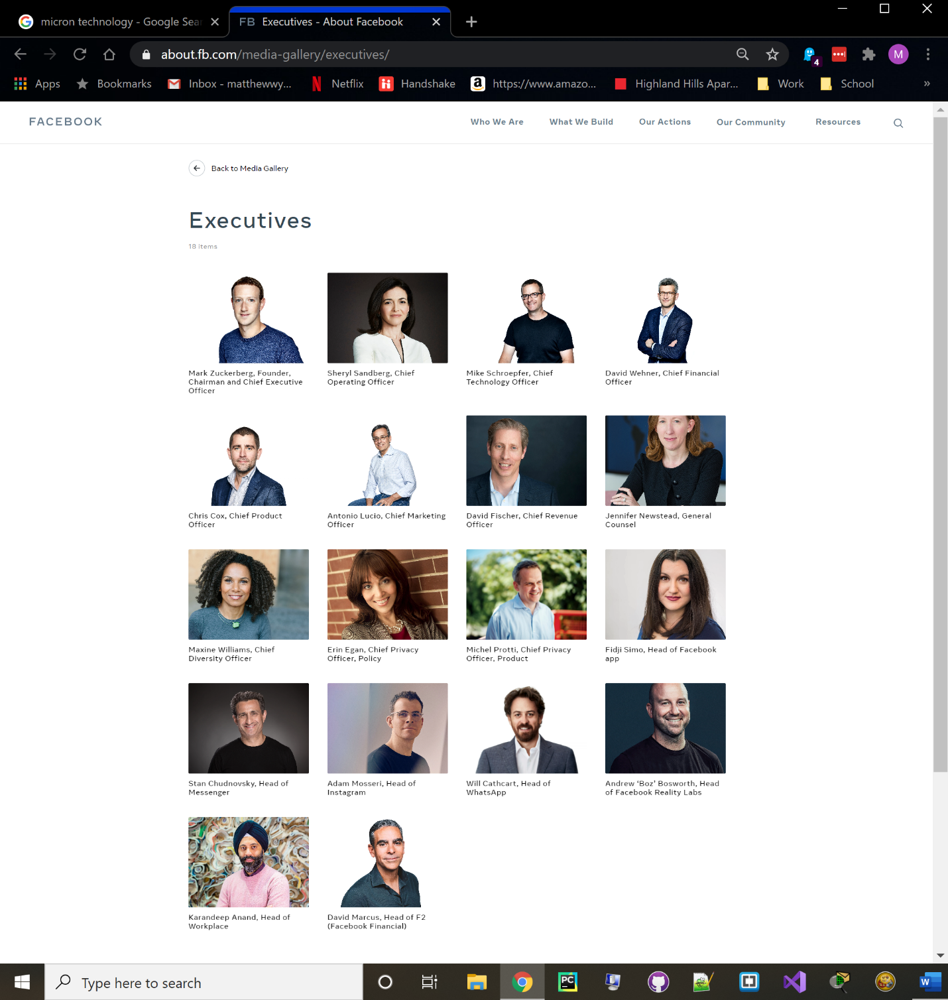 micron technology - Google Sear
FB Executives - About Facebook
about.fb.com/media-gallery/executives/
4
M
Apps
Bookmarks
Inbox - matthewwy...
Netflix
Handshake
a
https://www.amazo...
Highland Hills Apar...
Work
School
»
FACEBOOK
Who We Are
What We Build
Our Actions
Our Community
Resources
Back to Media Gallery
Executives
18 items
Mark Zuckerberg, Founder,
Chairman and Chief Executive
Officer
Sheryl Sandberg, Chief
Operating Officer
Mike Schroepfer, Chief
Technology Officer
David Wehner, Chief Financial
Officer
Chris Cox, Chief Product
Officer
Antonio Lucio, Chief Marketing
Officer
David Fischer, Chief Revenue
Officer
Jennifer Newstead, General
Counsel
Maxine Williams, Chief
Diversity Officer
Erin Egan, Chief Privacy
Officer, Policy
Michel Protti, Chief Privacy
Officer, Product
Fidji Simo, Head of Facebook
app
Stan Chudnovsky, Head of
Messenger
Adam Mosseri, Head of
Instagram
Will Cathcart, Head of
WhatsApp
Andrew ‘Boz’ Bosworth, Head
of Facebook Reality Labs
Karandeep Anand, Head of
Workplace
David Marcus, Head of F2
(Facebook Financial)
Type here to search
PC
W